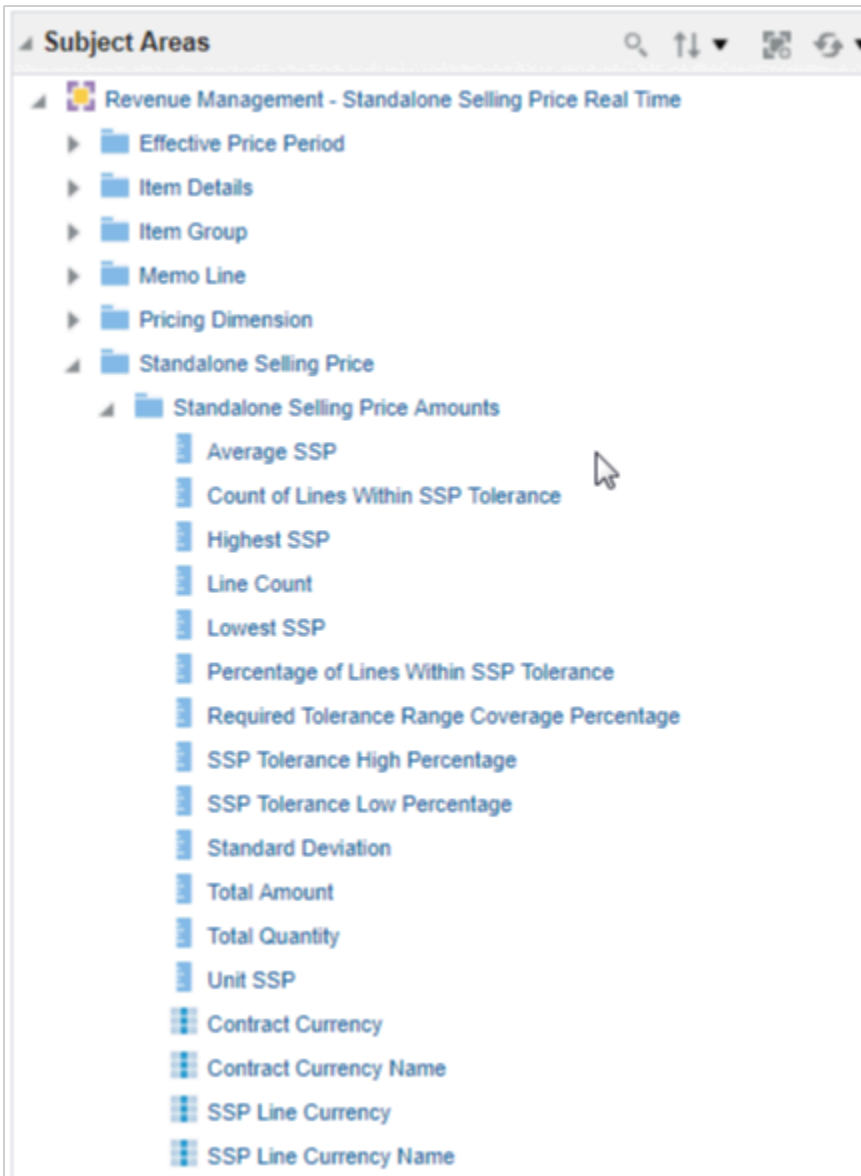 Subject Areas
Revenue Management - Standalone Selling Price Real Time
Effective Price Period
Item Details
Item Group
Memo Line
Pricing Dimension
Standalone Selling Price
Standalone Selling Price Amounts
Average SSP
Count of Lines Within SSP Tolerance
Highest SSP
Line Count
Lowest SSP
Percentage of Lines Within SSP Tolerance
Required Tolerance Range Coverage Percentage
SSP Tolerance High Percentage
SSP Tolerance Low Percentage
Standard Deviation
Total Amount
Total Quantity
Unit SSP
Contract Currency
Contract Currency Name
SSP Line Currency
SSP Line Currency Name